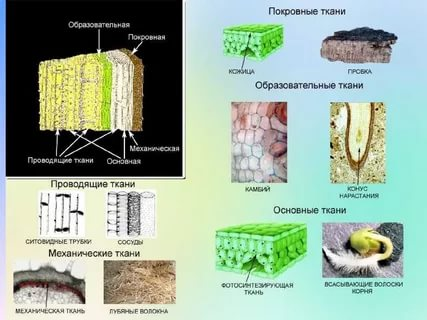 Образовательная
Покровная
Механическая
Проводящие ткани
Основная
Проводящие ткани
СИТОВИДНЫЕ ТРУБКИ
СОСУДЫ
Механические ткани
МЕХАНИЧЕСКАЯ ТКАНЬ
ЛУБЯНЫЕ ВОЛОКНА
Покровные ткани
КОЖИЦА
ПРОБКА
Образовательные ткани
КАМБИЙ
КОНУС
НАРАСТАНИЯ
Основные ткани
ФОТОСИНТЕЗИРУЮЩАЯ
ТКАНЬ
ВСАСЫВАЮЩИЕ ВОЛОСКИ
КОРНЯ